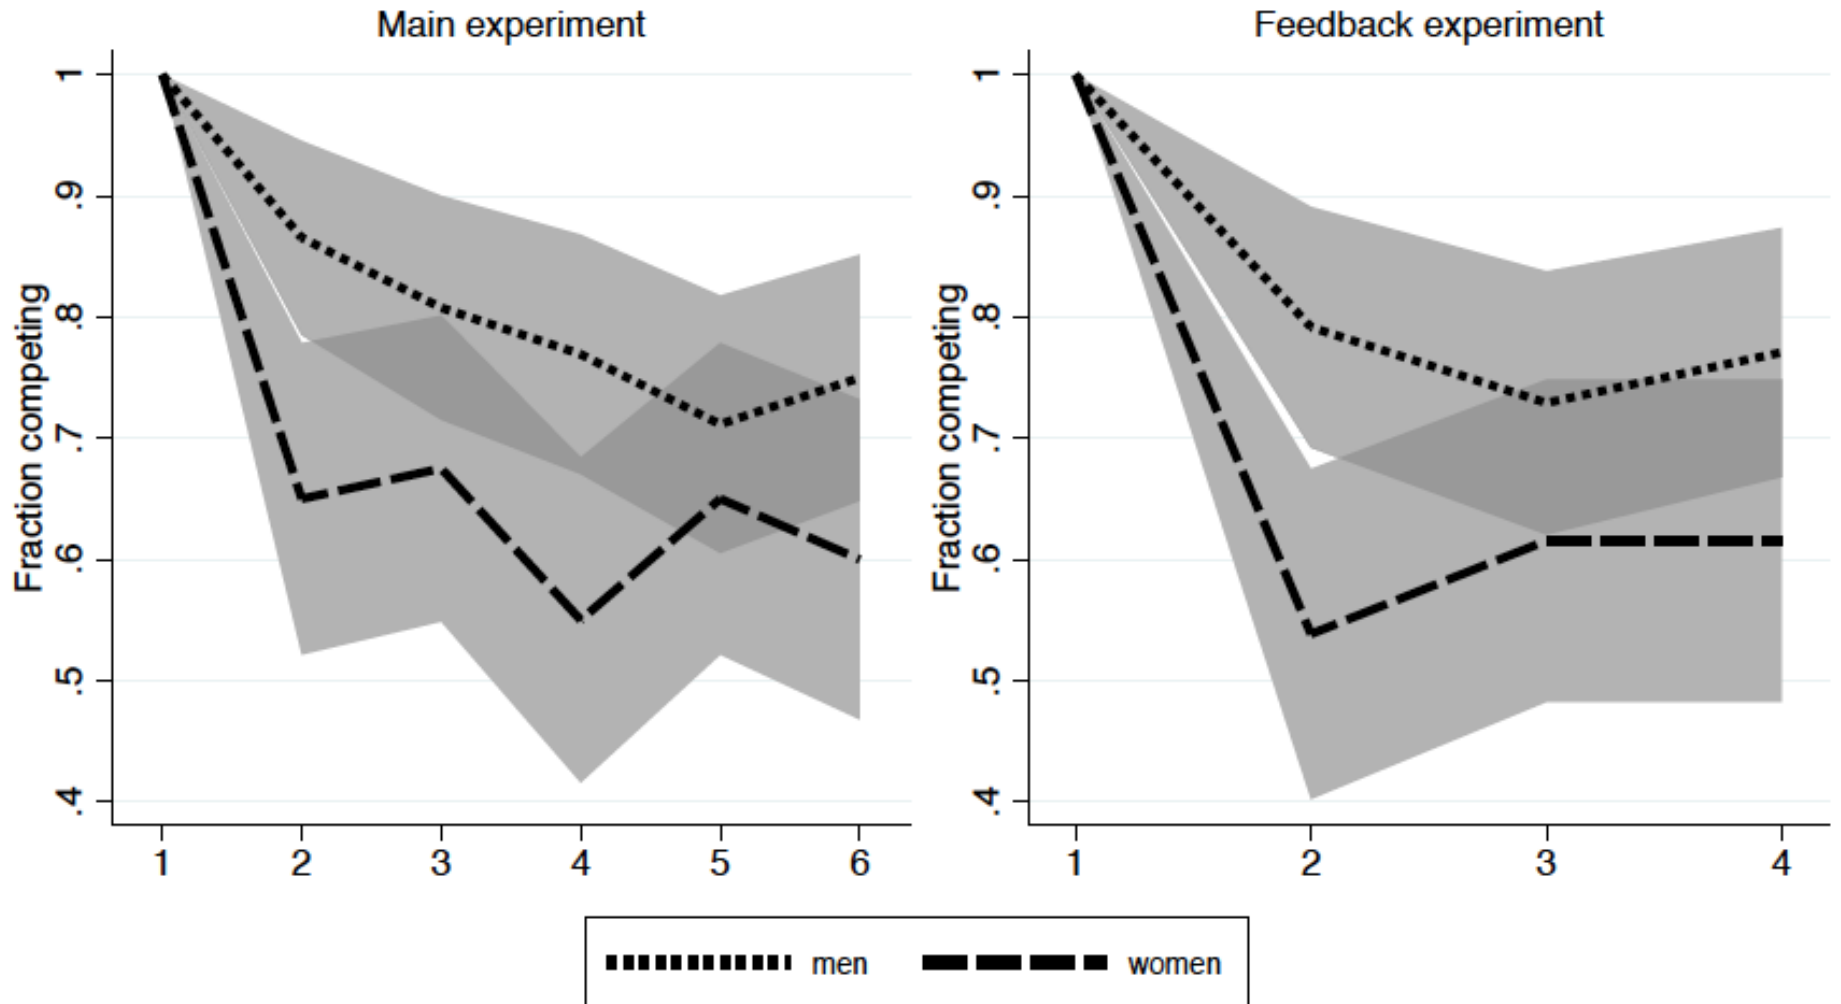 Main experiment
Fraction competing
1
.9
.8
.7
.6
.5
.4
1 2 3 4 5 6
Feedback experiment
Fraction competing
1
.9
.8
.7
.6
.5
.4
1 2 3 4
men women